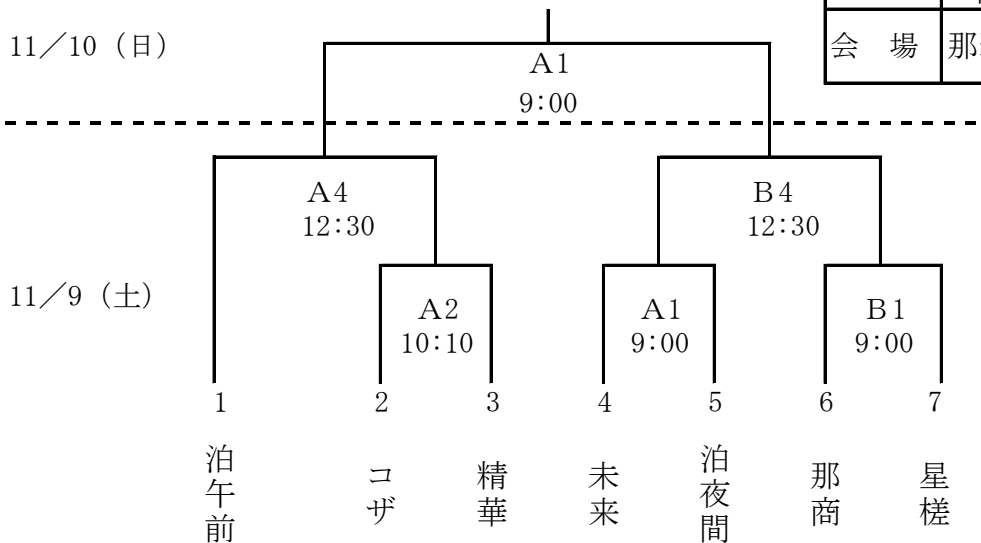 11／10（日）
会　場
那
A1
9:00
A4
12:30
B4
12:30
11／9（土）
A2
10:10
A1
9:00
B1
9:00
1
2
3
4
5
6
7
泊午前
コザ
精華
未来
泊夜間
那商
星槎